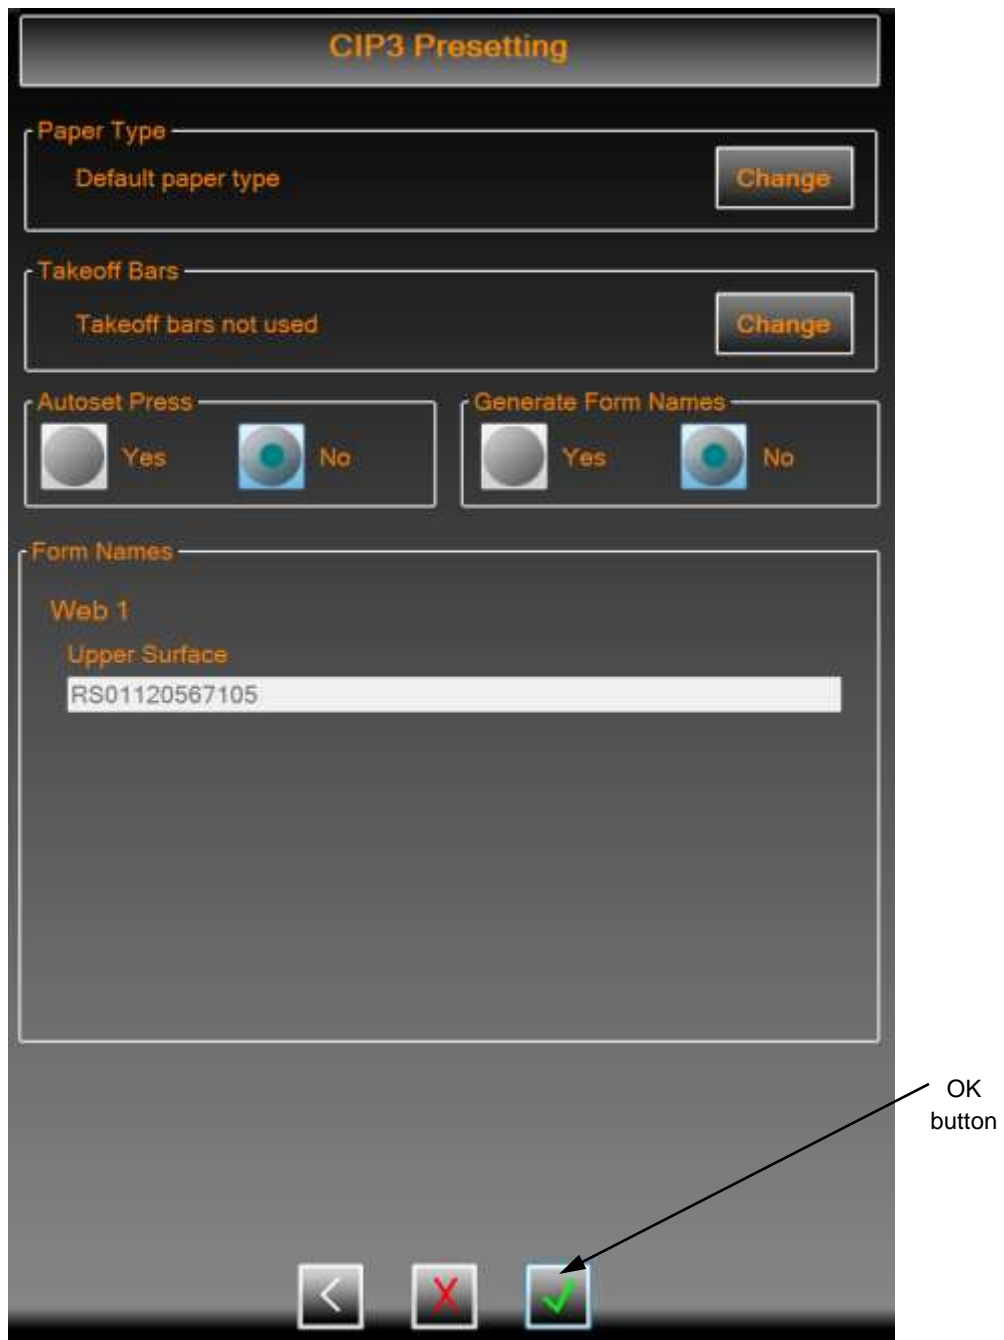 CIP3 Presetting
Paper Type
Default paper type
Change
Takeoff Bars
Takeoff bars not used
Change
Autoset Press
Yes
No
Generate Form Names
Yes
No
Form Names
Web 1
Upper Surface
RS01120567105
OK
button